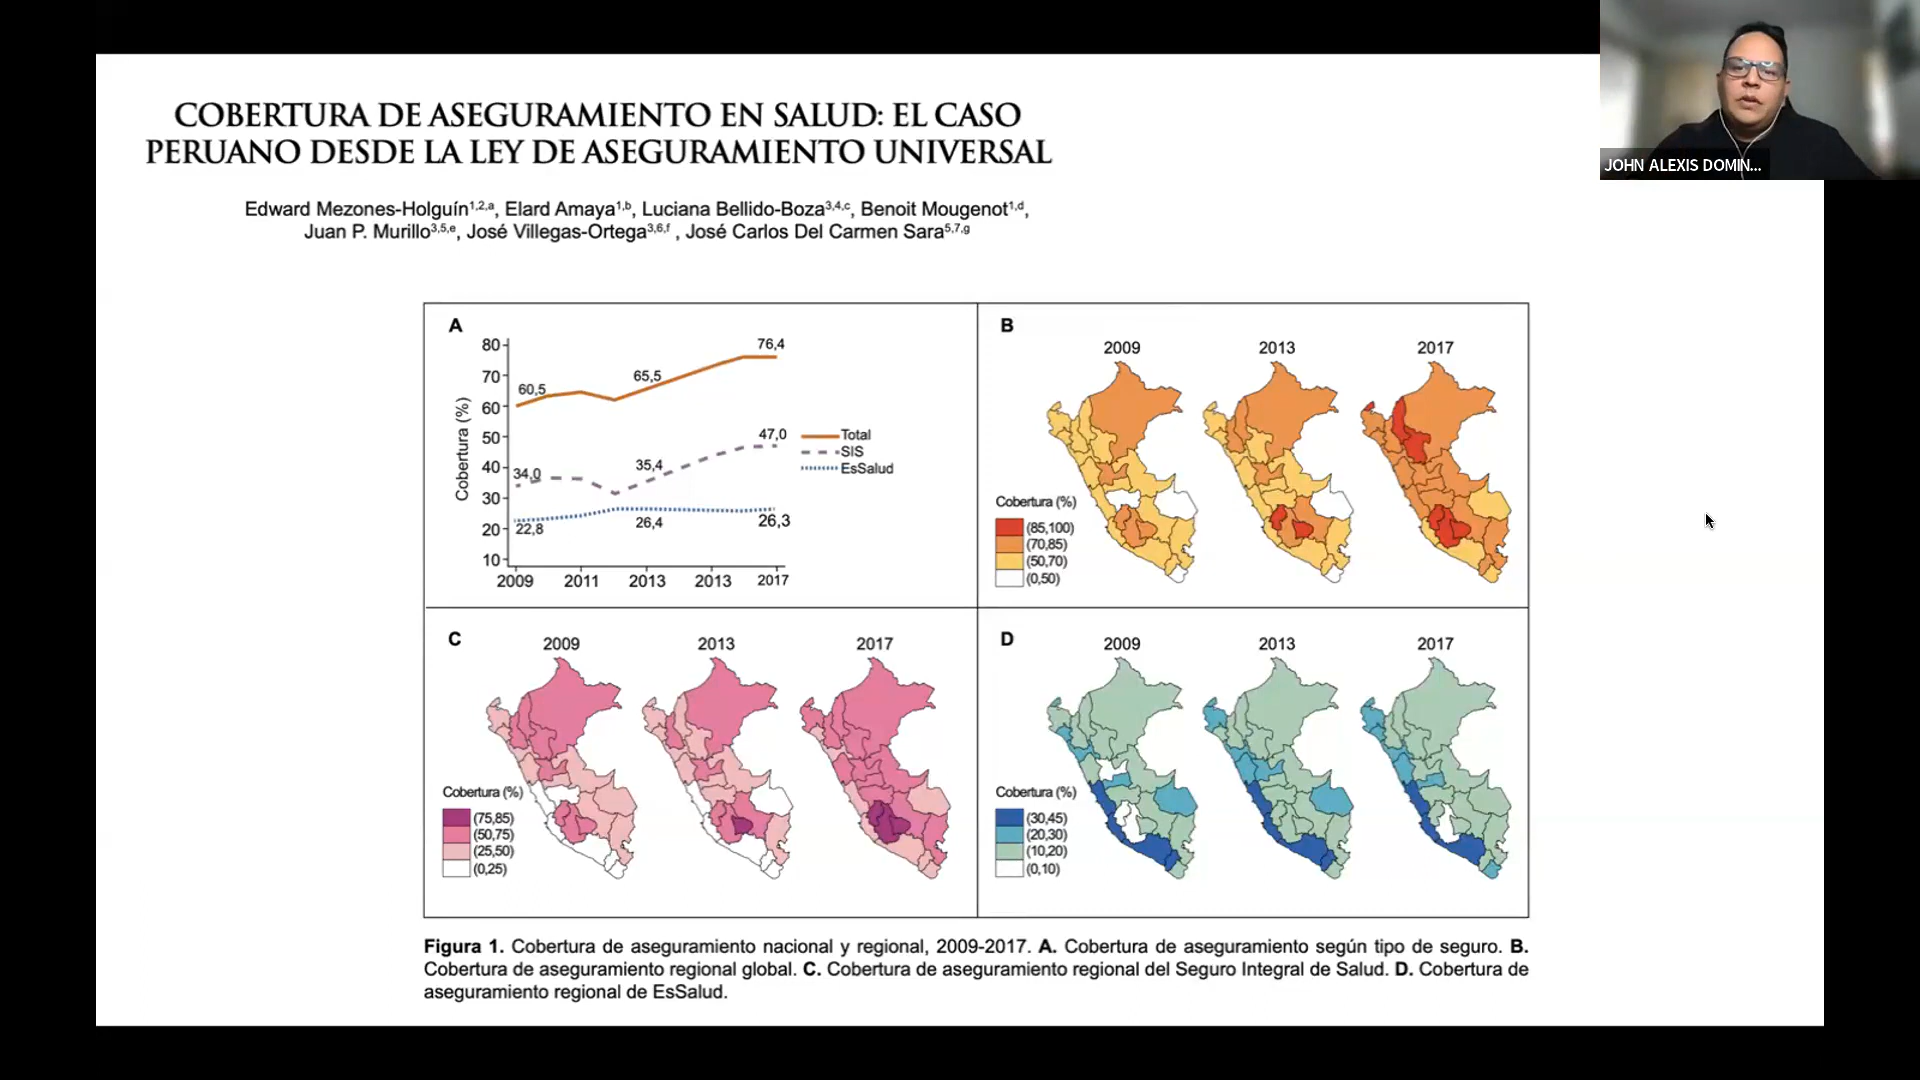 COBERTURA DE ASEGURAMIENTO EN SALUD: EL CASO
PERUANO DESDE LA LEY DE ASEGURAMIENTO UNIVERSAL
Edward Mezones-Holguín1,2,a, Elard Amaya1,b, Luciana Bellido-Boza3,4,c, Benoit Mougenot1,d,
Juan P. Murillo3,5,e, José Villegas-Ortega3,6,f , José Carlos Del Carmen Sara5,7,g
JOHN ALEXIS DOMIN...
A
Cobertura (%)
80
70
60
50
40
30
20
10
60,5
65,5
76,4
34,0
35,4
47,0
22,8
26,4
26,3
2009
2011
2013
2013
2017
Total
SIS
EsSalud
B
2009
2013
2017
Cobertura (%)
(85,100)
(70,85)
(50,70)
(0,50)
C
2009
2013
2017
Cobertura (%)
(75,85)
(50,75)
(25,50)
(0,25)
D
2009
2013
2017
Cobertura (%)
(30,45)
(20,30)
(10,20)
(0,10)
Figura 1. Cobertura de aseguramiento nacional y regional, 2009-2017. A. Cobertura de aseguramiento según tipo de seguro. B.
Cobertura de aseguramiento regional global. C. Cobertura de aseguramiento regional del Seguro Integral de Salud. D. Cobertura de
aseguramiento regional de EsSalud.